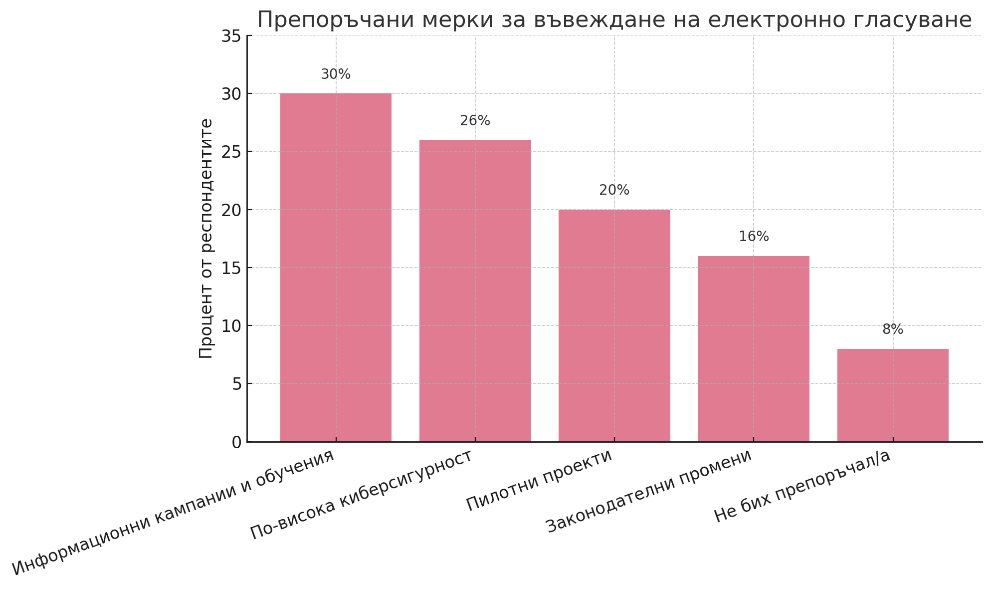 Препоръчани мерки за въвеждане на електронно гласуване
Процент от респондентите
35
30
25
20
15
10
5
0
30%
26%
20%
16%
8%
Информационни кампании и обучения
По-висока киберсигурност
Пилотни проекти
Законодателни промени
Не бих препоръчал/а